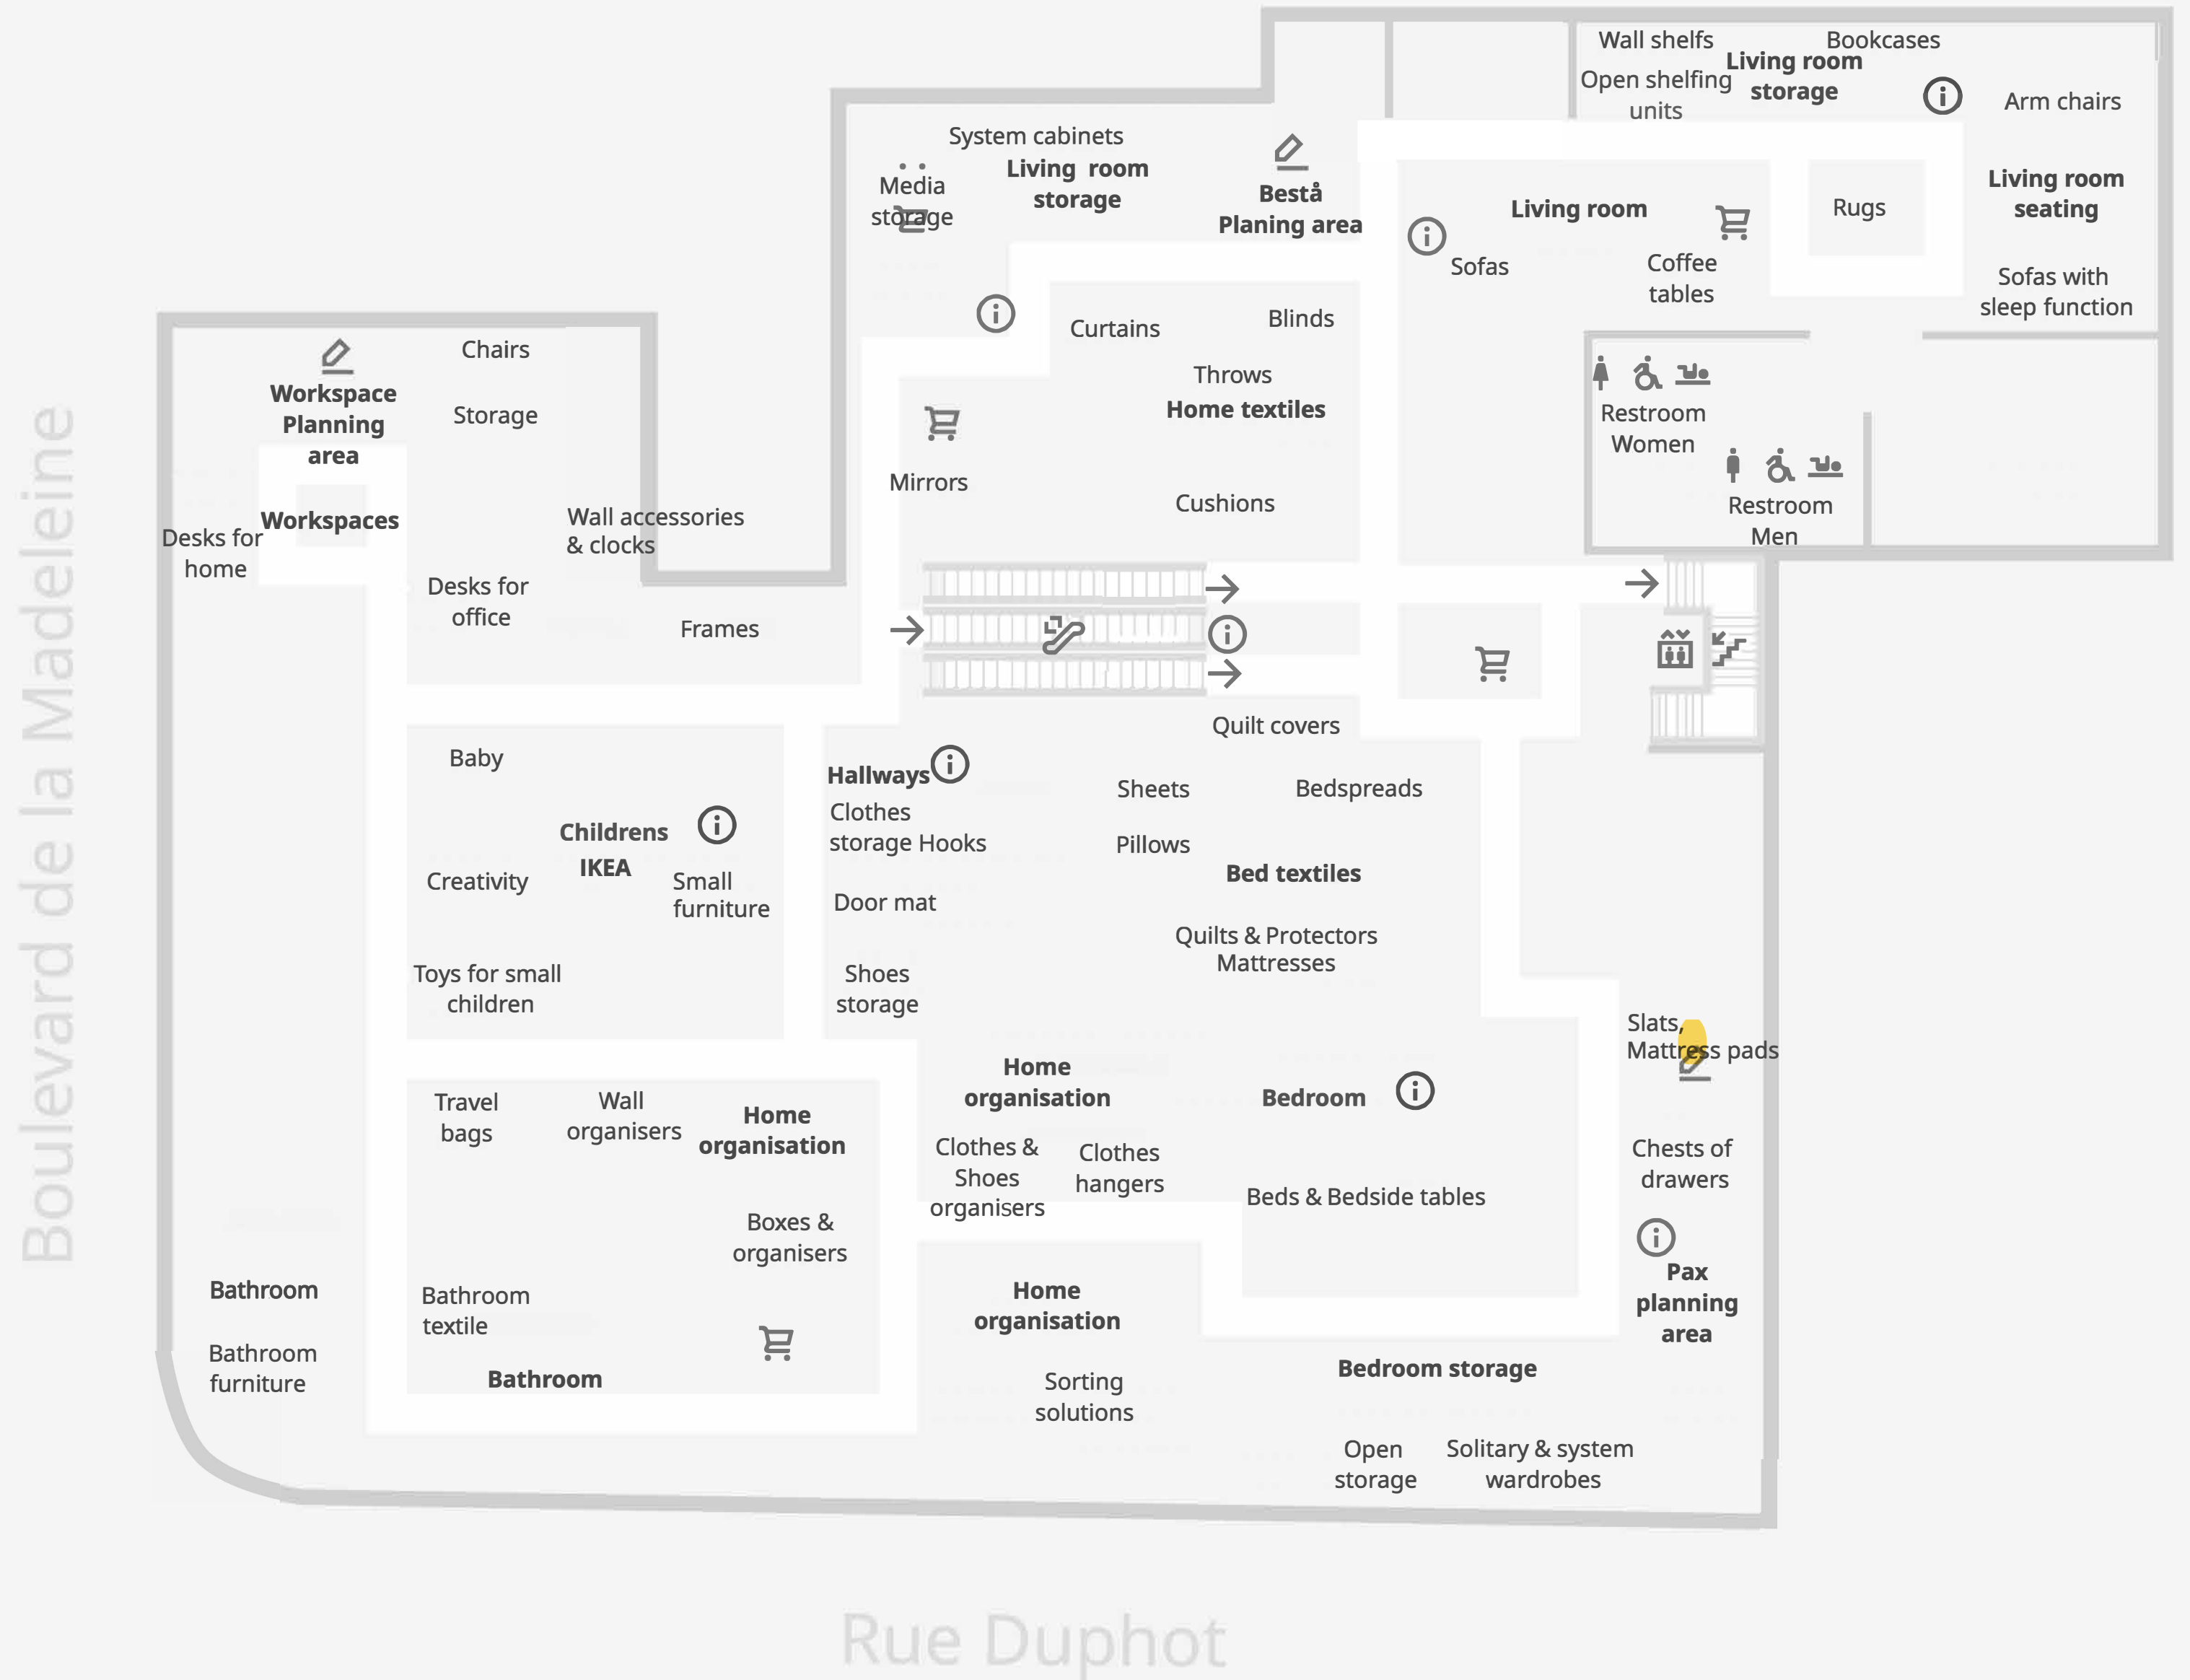 Wall shelfs
Bookcases
Living room
storage
Open shelfing
units
Arm chairs
System cabinets
Living room
storage
Media
storage
Bestå
Planing area
Living room
Rugs
Living room
seating
Sofas
Coffee
tables
Sofas with
sleep function
Curtains
Blinds
Throws
Home textiles
Mirrors
Cushions
Restroom
Women
Restroom
Men
Chairs
Workspace
Planning
area
Storage
Workspaces
Desks for
home
Wall accessories
& clocks
Desks for
office
Frames
Boulevard de la Madeleine
Quilt covers
Baby
Hallways
Clothes
storage Hooks
Sheets
Bedspreads
Childrens
IKEA
Pillows
Bed textiles
Creativity
Small
furniture
Door mat
Quilts & Protectors
Mattresses
Toys for small
children
Shoes
storage
Slats,
Mattress pads
Home
organisation
Bedroom
Travel
bags
Wall
organisers
Home
organisation
Clothes &
Shoes
organisers
Clothes
hangers
Beds & Bedside tables
Chests of
drawers
Boxes &
organisers
Pax
planning
area
Bathroom
Bathroom
textile
Home
organisation
Bathroom
furniture
Bathroom
Sorting
solutions
Bedroom storage
Open
storage
Solitary & system
wardrobes
Rue Duphot